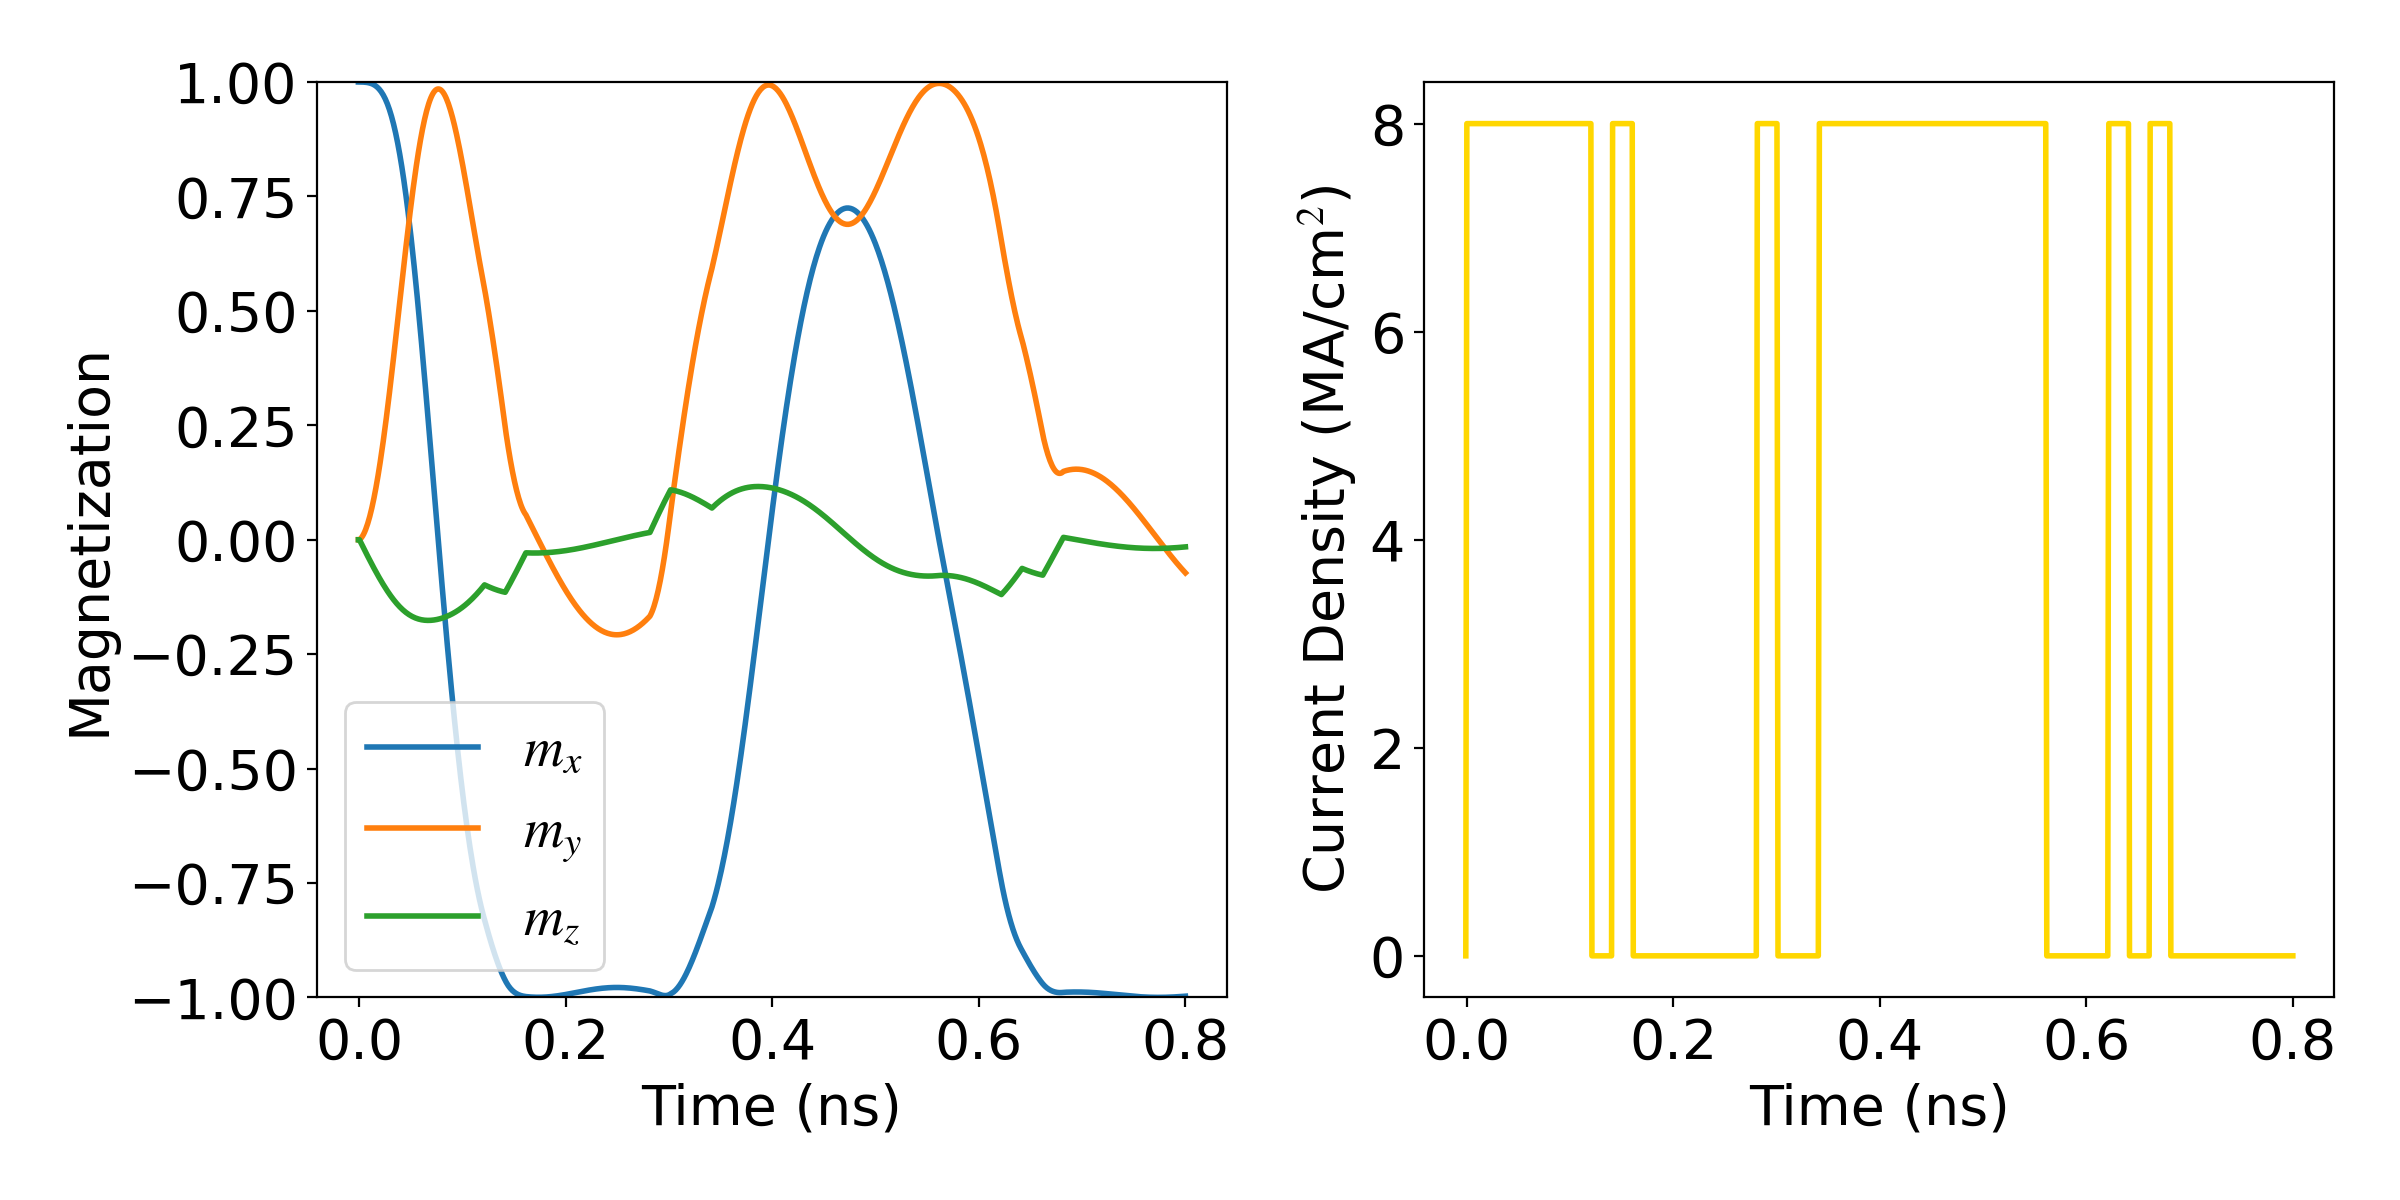 1.00
0.75
0.50
0.25
0.00
−0.25
−0.50
−0.75
−1.00
Magnetization
m_x
m_y
m_z
0.0 0.2 0.4 0.6 0.8
Time (ns)
8
6
4
2
0
Current Density (MA/cm²)
0.0 0.2 0.4 0.6 0.8
Time (ns)